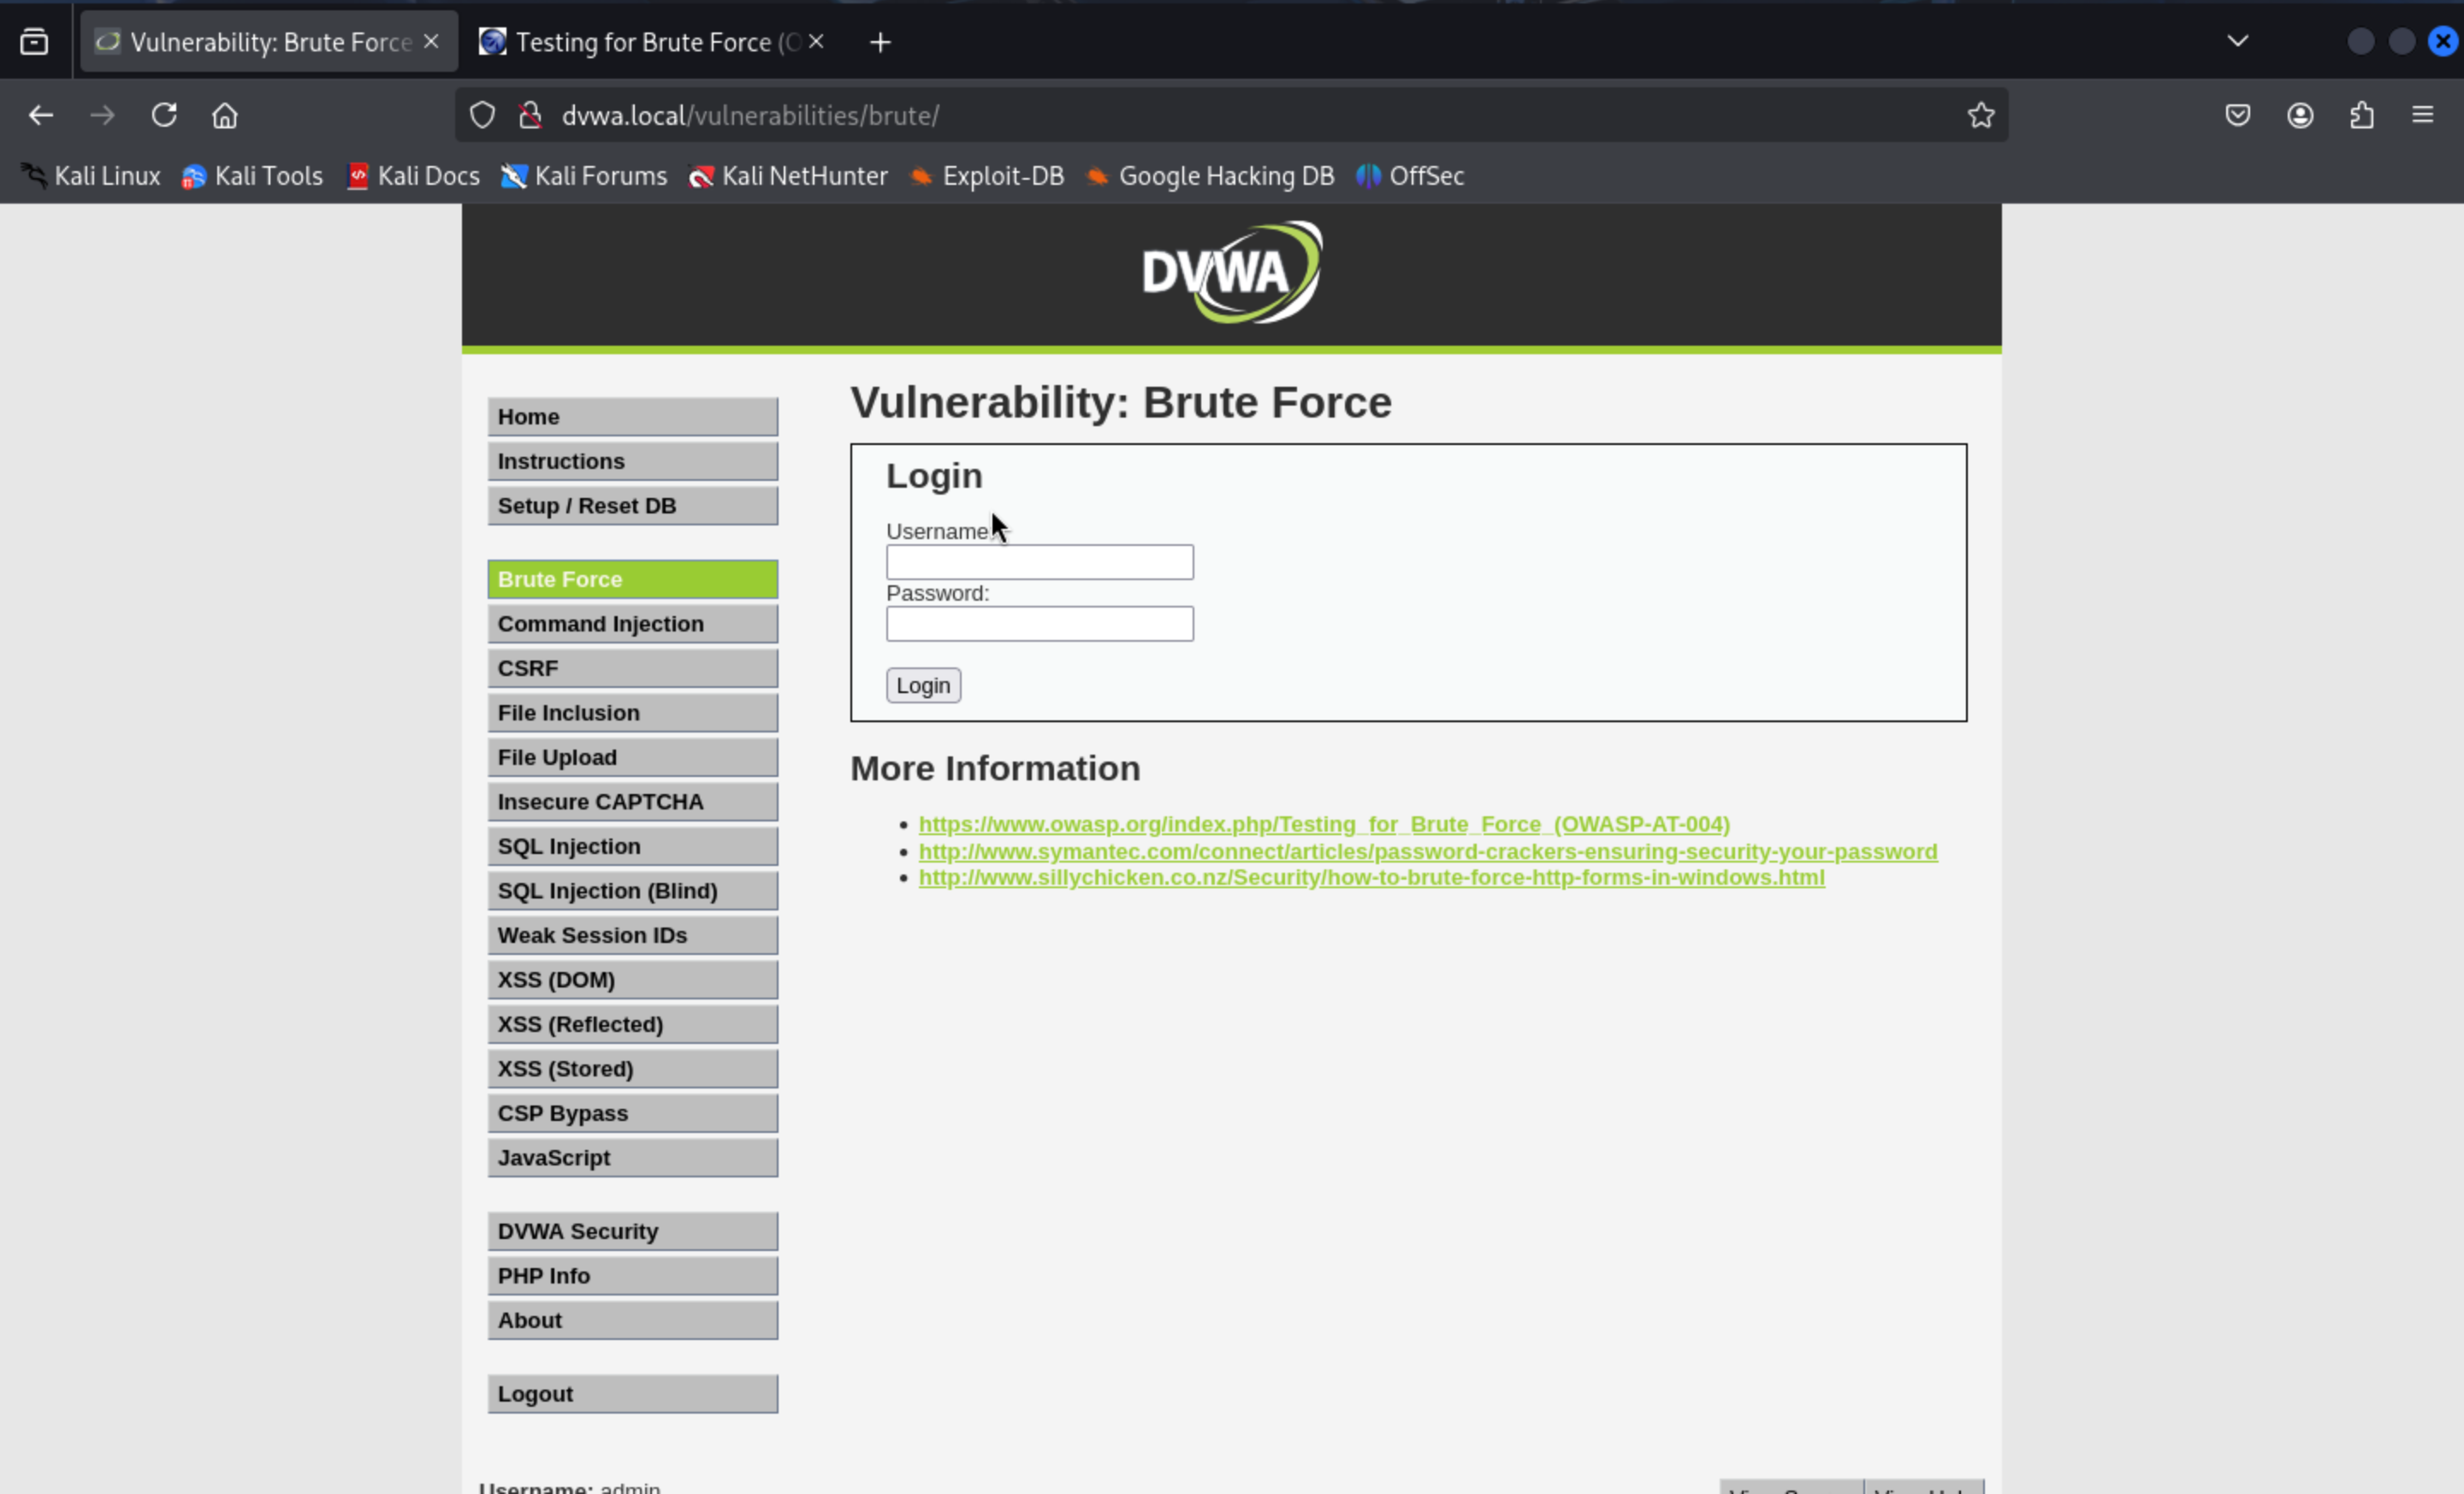 Vulnerability: Brute Force
Testing for Brute Force (O
dvwa.local/vulnerabilities/brute/
Kali Linux Kali Tools Kali Docs Kali Forums Kali NetHunter Exploit-DB Google Hacking DB OffSec
DVWA
Home
Instructions
Setup / Reset DB
Brute Force
Command Injection
CSRF
File Inclusion
File Upload
Insecure CAPTCHA
SQL Injection
SQL Injection (Blind)
Weak Session IDs
XSS (DOM)
XSS (Reflected)
XSS (Stored)
CSP Bypass
JavaScript
DVWA Security
PHP Info
About
Logout
Vulnerability: Brute Force
Login
Username
Password:
Login
More Information
https://www.owasp.org/index.php/Testing_for_Brute_Force_(OWASP-AT-004)
http://www.symantec.com/connect/articles/password-crackers-ensuring-security-your-password
http://www.sillychicken.co.nz/Security/how-to-brute-force-http-forms-in-windows.html
Username: admin